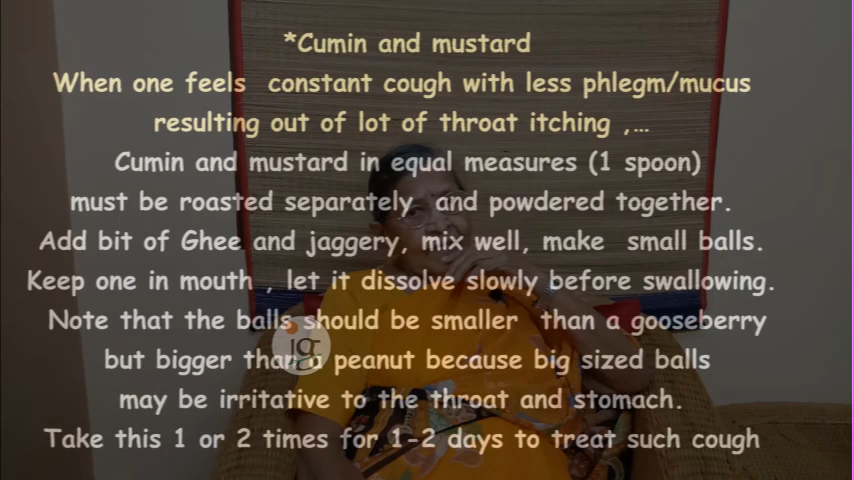 *Cumin and mustard
When one feels constant cough with less phlegm/mucus
resulting out of lot of throat itching ,...
Cumin and mustard in equal measures (1 spoon)
must be roasted separately and powdered together.
Add bit of Ghee and jaggery, mix well, make small balls.
Keep one in mouth , let it dissolve slowly before swallowing.
Note that the balls should be smaller than a gooseberry
but bigger than a peanut because big sized balls
may be irritative to the throat and stomach.
Take this 1 or 2 times for 1-2 days to treat such cough